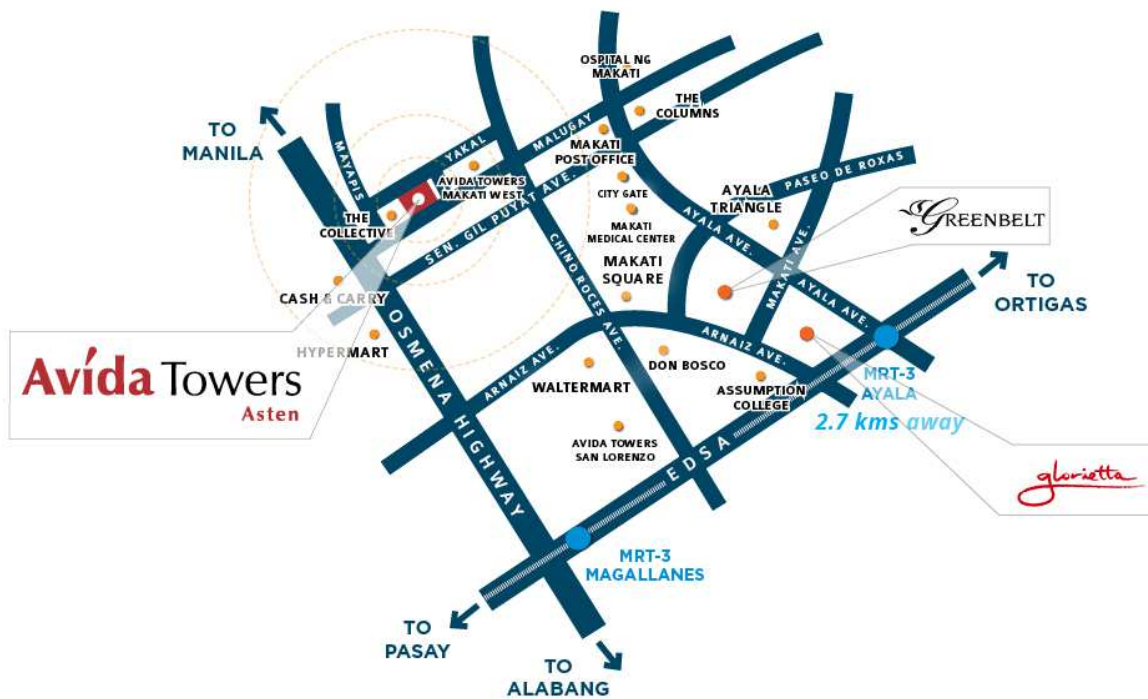 OSPITAL NG
MAKATI
THE
COLUMNS
TO
MANILA
MAYAPIS
YAKAL
MALUGAY
MAKATI
POST OFFICE
PASEO DE ROXAS
AVIDA TOWERS
MAKATI WEST
CITY GATE
AYALA
TRIANGLE
GREENBELT
THE
COLLECTIVE
SEN. GIL PUYAT AVE.
MAKATI
MEDICAL CENTER
AYALA AVE.
MAKATI
SQUARE
CHINO ROCES AVE.
MAKATI AVE.
AYALA AVE.
TO
ORTIGAS
CASH & CARRY
OSMENA HIGHWAY
HYPERMART
ARNAIZ AVE.
ARNAIZ AVE.
DON BOSCO
WALTERMART
ASSUMPTION
COLLEGE
MRT-3
AYALA
2.7 kms away
Avída Towers
Asten
AVIDA TOWERS
SAN LORENZO
EDSA
glorietta
MRT-3
MAGALLANES
TO
PASAY
TO
ALABANG